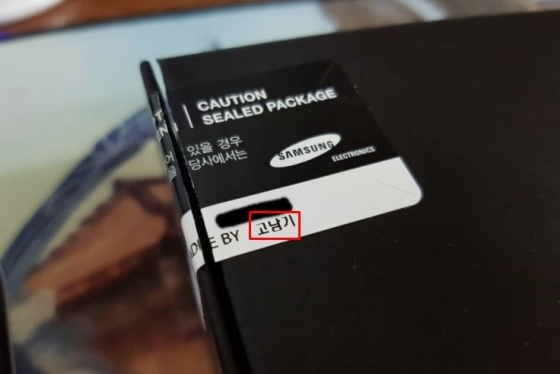 CAUTION
SEALED PACKAGE
있을 경우
당사에서는
SAMSUNG
ELECTRONICS
BY 고남기